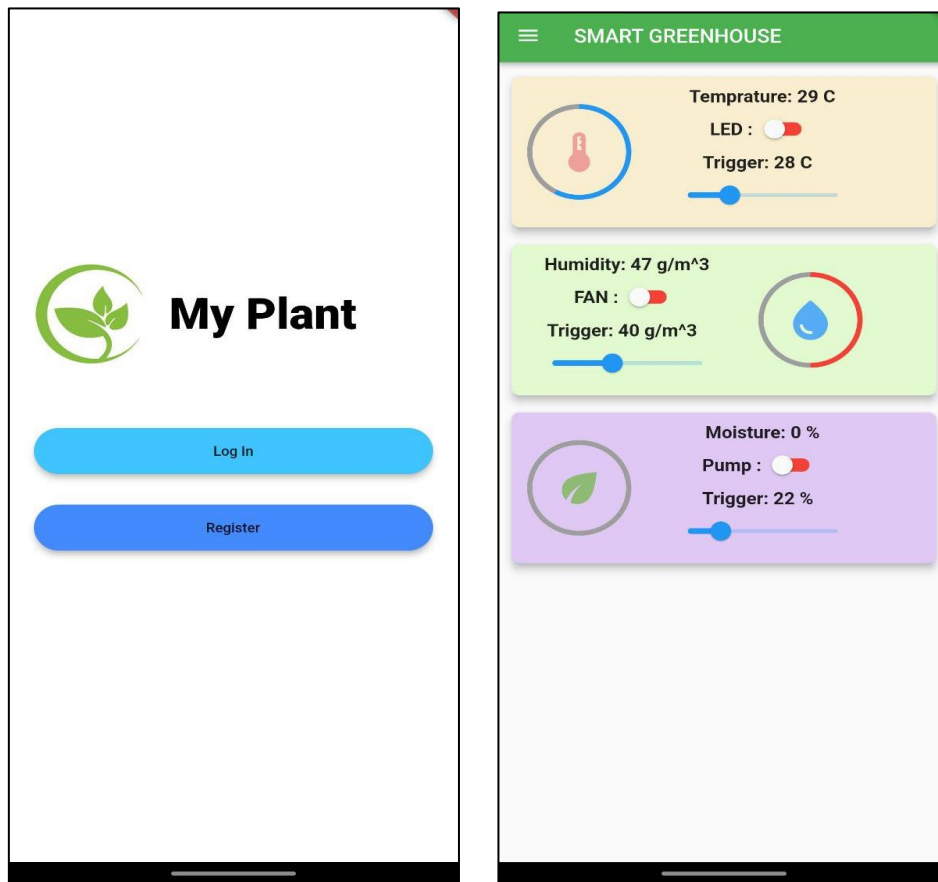 My Plant
Log In
Register
SMART GREENHOUSE
Temprature: 29 C
LED :
Trigger: 28 C
Humidity: 47 g/m^3
FAN :
Trigger: 40 g/m^3
Moisture: 0 %
Pump :
Trigger: 22 %